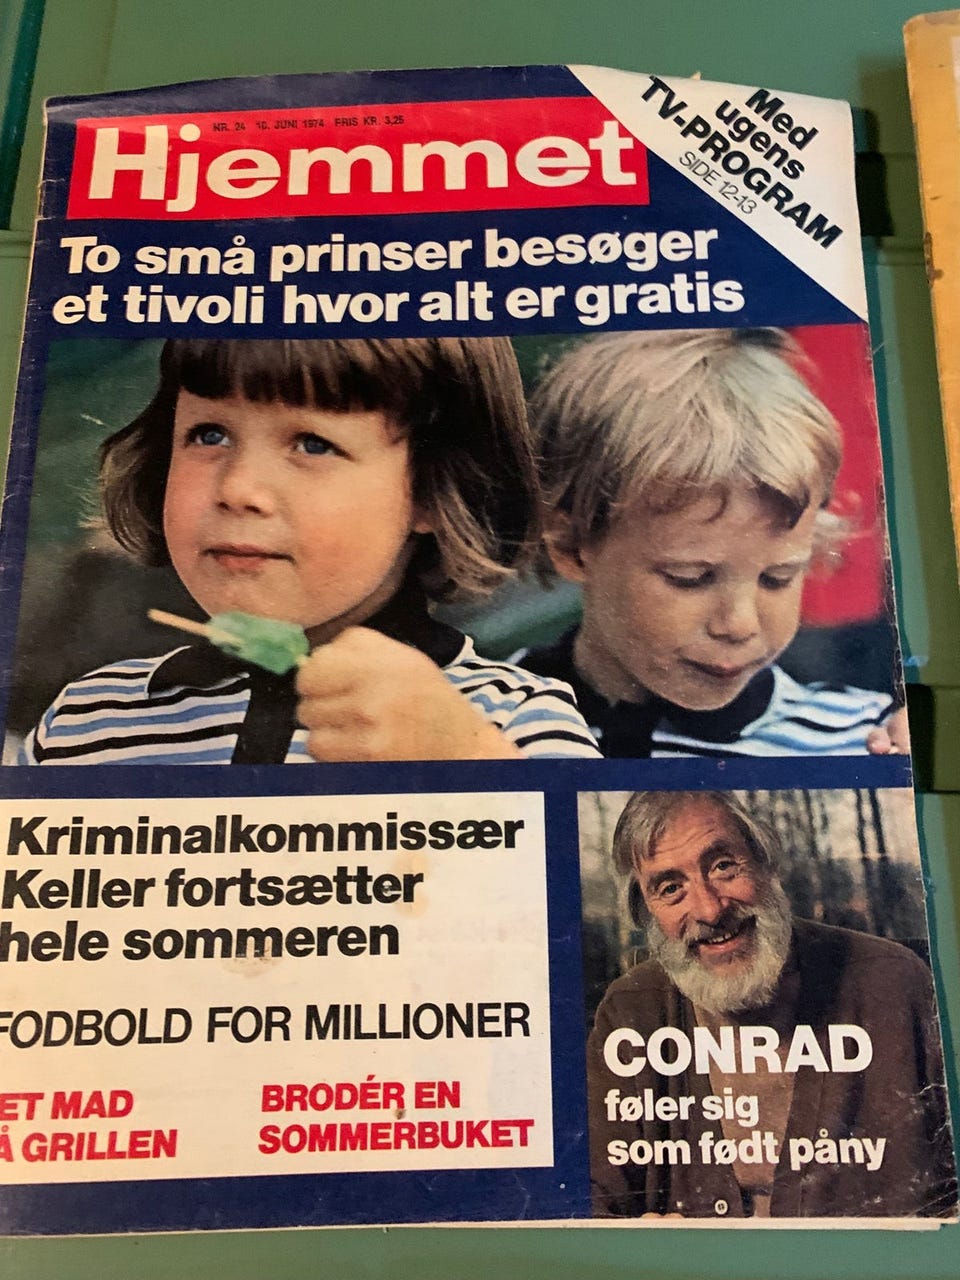 NR. 24 10. JUNI 1974 PRIS KR. 3,25
Hjemmet
Med
ugens
TV-PROGRAM
SIDE 12-13
To små prinser besøger
et tivoli hvor alt er gratis
Kriminalkommissær
Keller fortsætter
hele sommeren
FODBOLD FOR MILLIONER
ET MAD
Å GRILLEN
BRODÉR EN
SOMMERBUKET
CONRAD
føler sig
som født påny